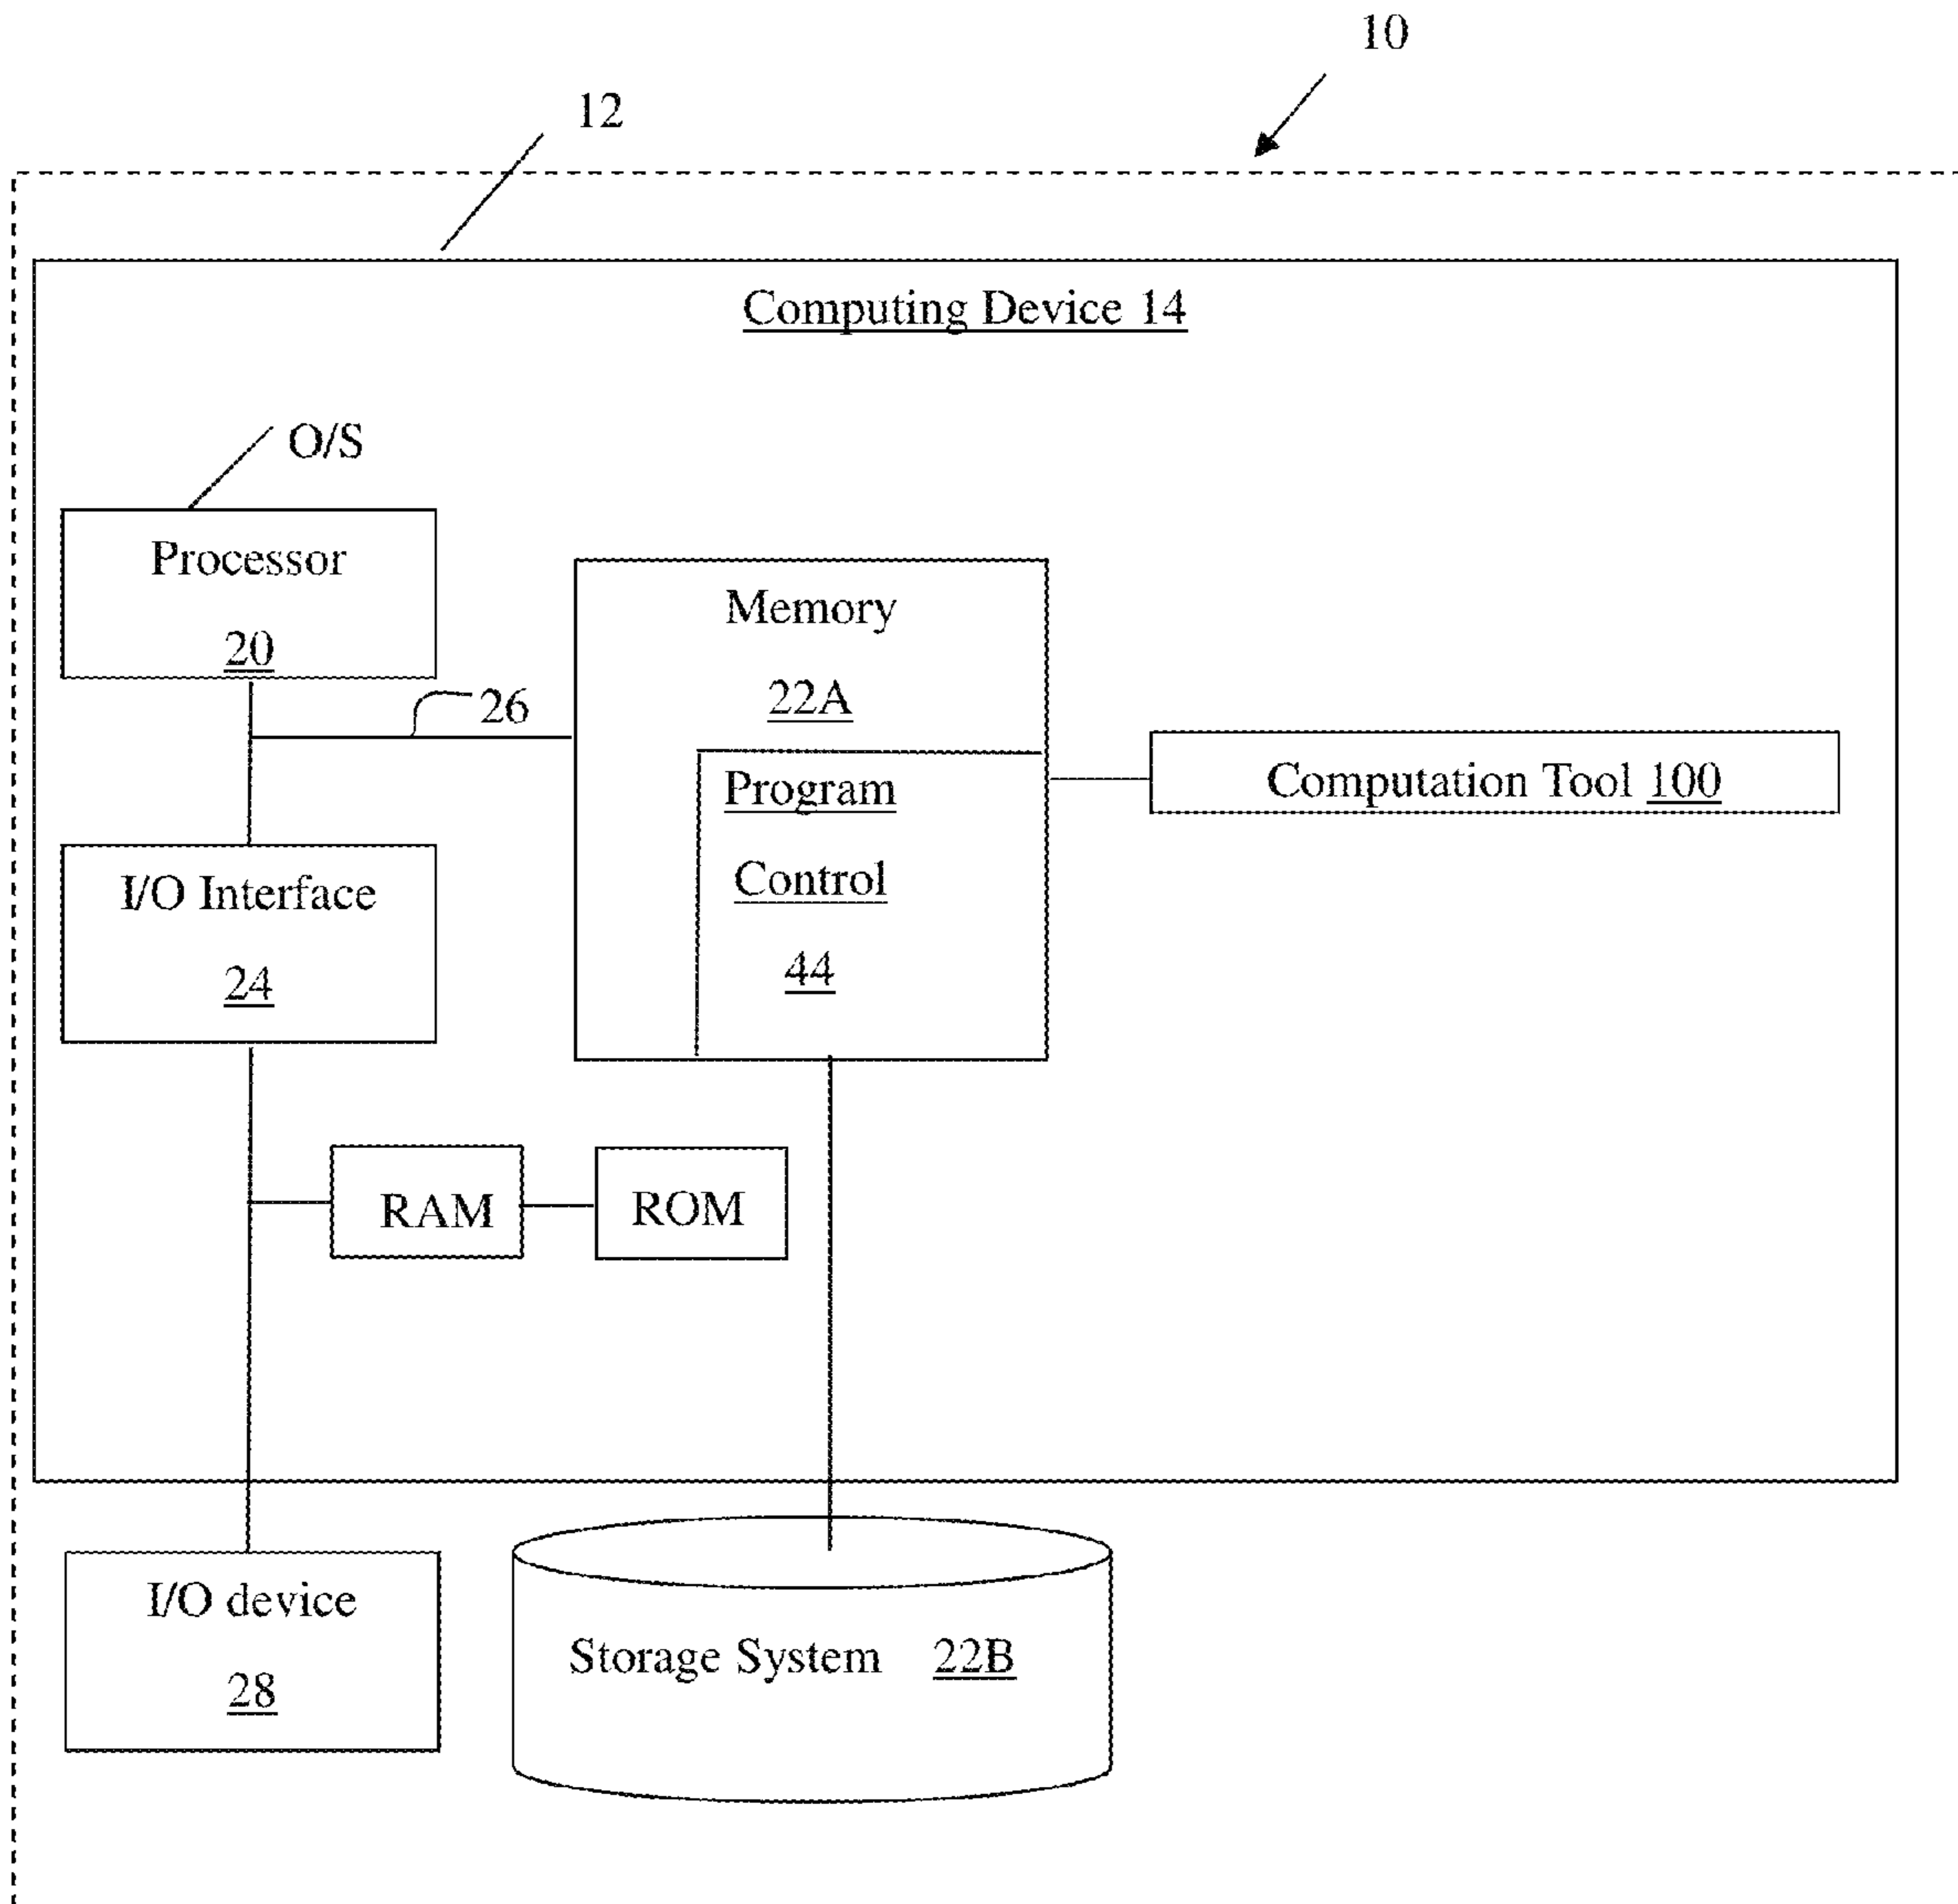 10
12
Computing Device 14
O/S
Processor
20
26
Memory
22A
Program
Control
44
Computation Tool 100
I/O Interface
24
RAM
ROM
I/O device
28
Storage System 22B